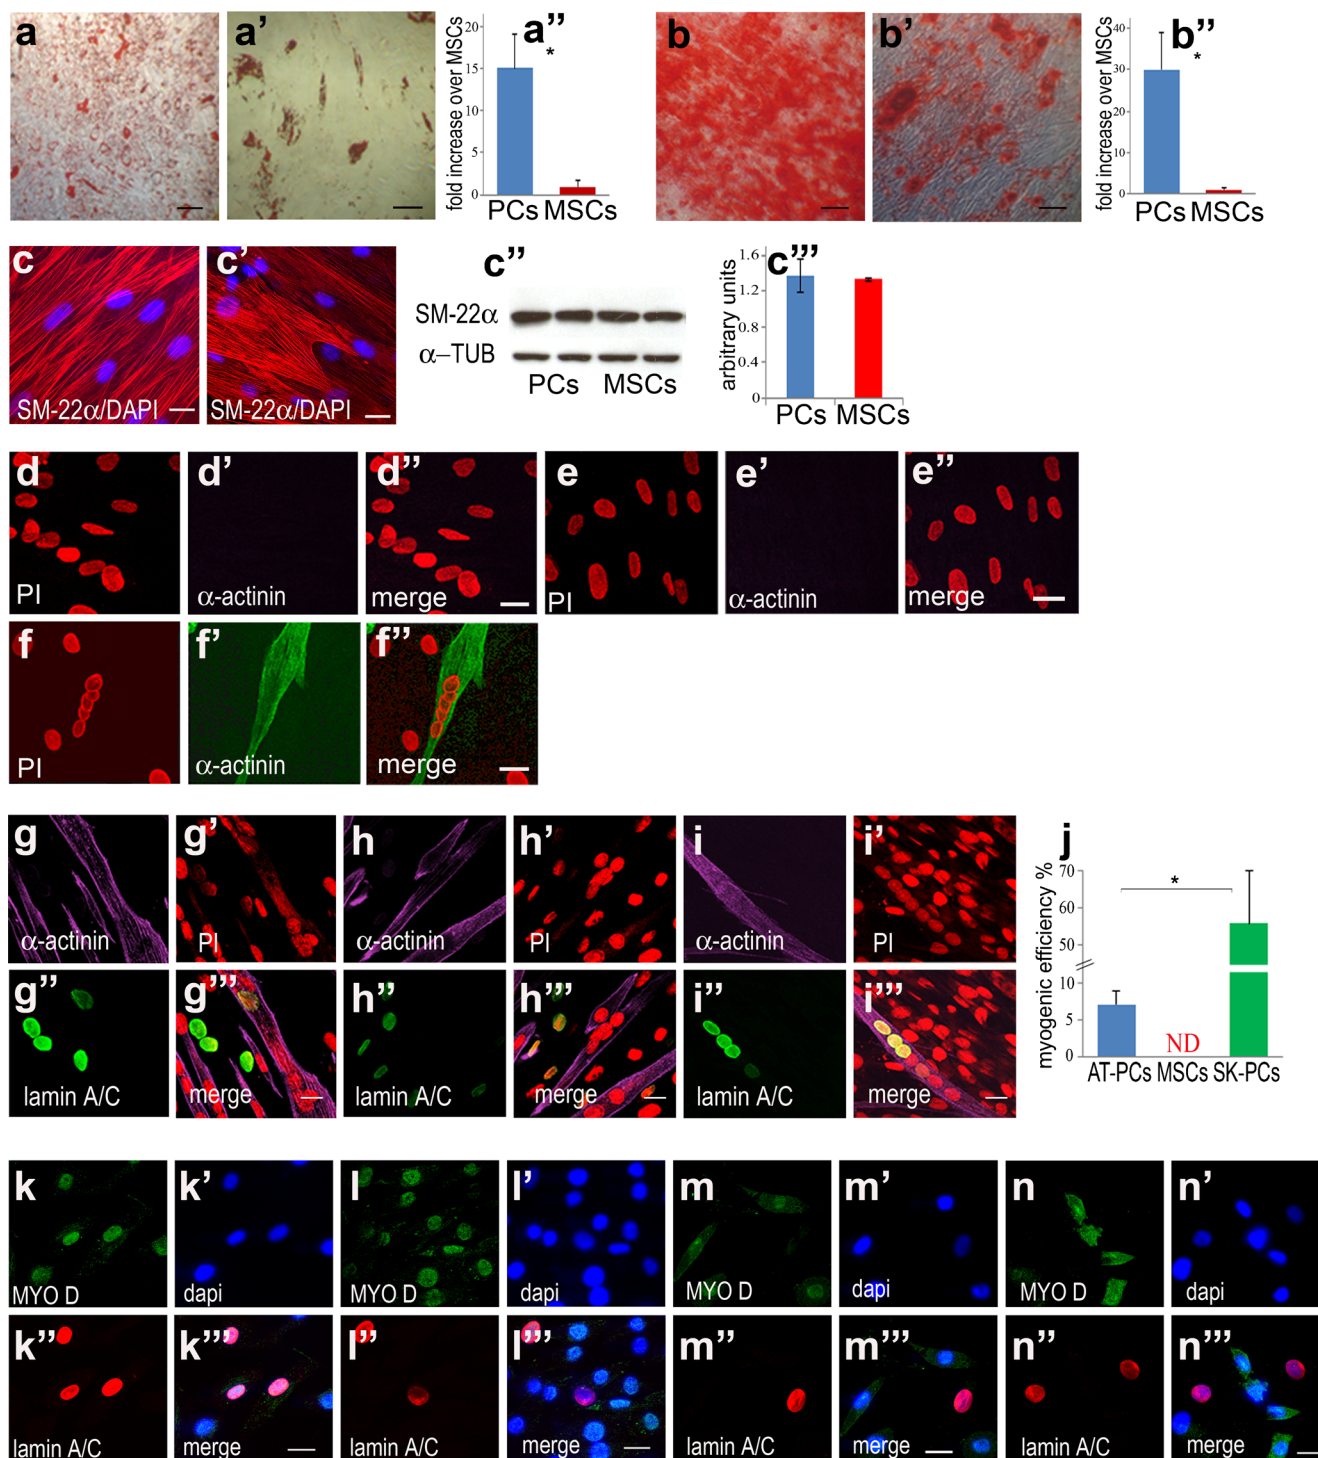 a
a’
a’’
fold increase over MSCs
20
15
10
5
0
*
PCs MSCs
b
b’
b’’
fold increase over MSCs
40
30
20
10
0
*
PCs MSCs
c
SM-22α/DAPI
c’
SM-22α/DAPI
c’’
SM-22α
α–TUB
PCs MSCs
c’’’
arbitrary units
1.6
1.2
0.8
0.4
0
PCs MSCs
d
PI
d’
α-actinin
d’’
merge
e
PI
e’
α-actinin
e’’
merge
f
PI
f’
α-actinin
f’’
merge
g
α-actinin
g’
PI
h
α-actinin
h’
PI
i
α-actinin
i’
PI
g’’
lamin A/C
g’’’
merge
h’’
lamin A/C
h’’’
merge
i’’
lamin A/C
i’’’
merge
j
myogenic efficiency %
70
60
50
10
5
0
*
ND
AT-PCs MSCs SK-PCs
k
MYO D
k’
dapi
l
MYO D
l’
dapi
m
MYO D
m’
dapi
n
MYO D
n’
dapi
k’’
lamin A/C
k’’’
merge
l’’
lamin A/C
l’’’
merge
m’’
lamin A/C
m’’’
merge
n’’
lamin A/C
n’’’
merge